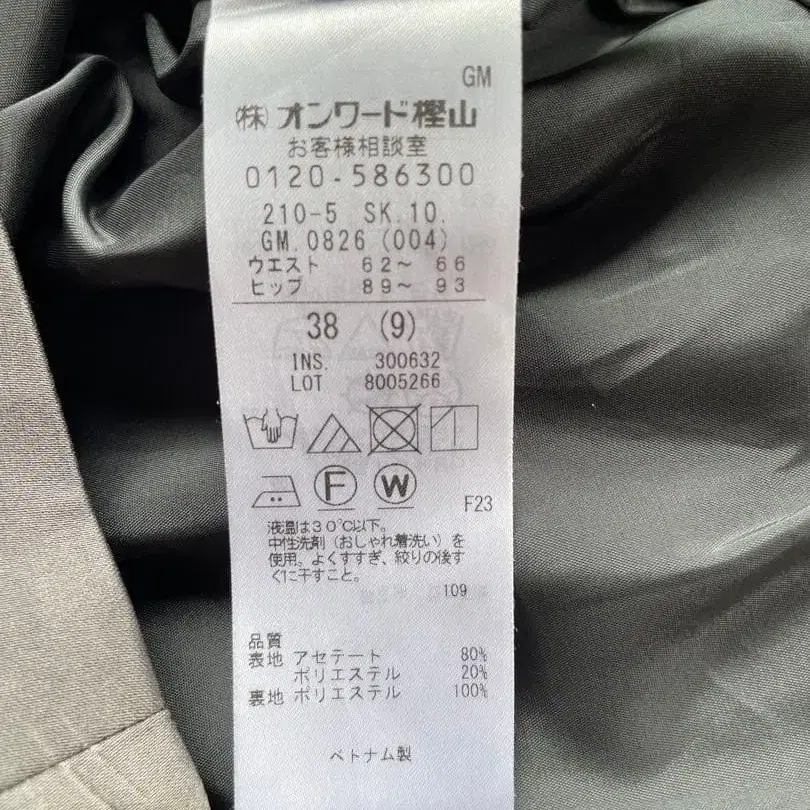 GM
(株)オンワード樫山
お客様相談室
0120-586300
210-5 SK.10.
GM.0826 (004)
ウエスト 62〜 66
ヒップ 89〜 93
38 (9)
INS. 300632
LOT 8005266
F W
F23
液温は30℃以下。
中性洗剤（おしゃれ着洗い）を
使用。よくすすぎ、絞りの後す
ぐに干すこと。
109
品質
表地 アセテート 80%
ポリエステル 20%
裏地 ポリエステル 100%
ベトナム製